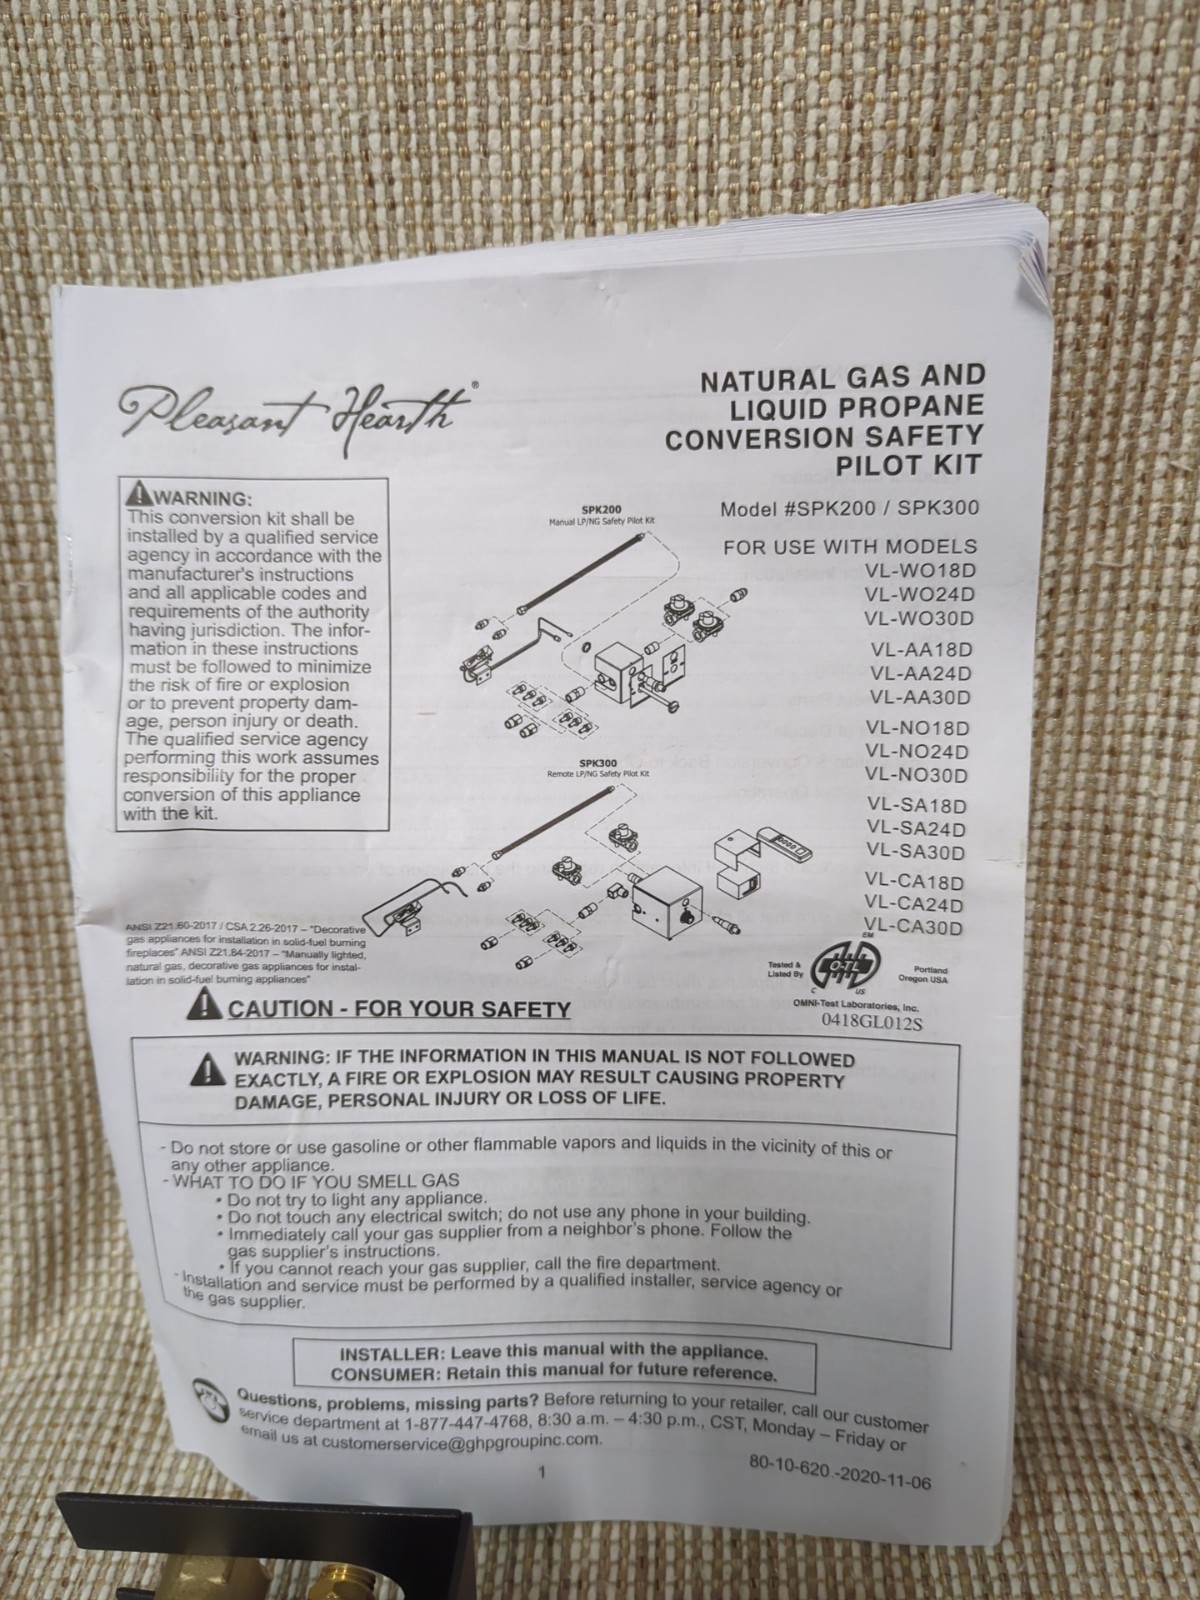 Pleasant Hearth®
NATURAL GAS AND
LIQUID PROPANE
CONVERSION SAFETY
PILOT KIT
Model #SPK200 / SPK300
FOR USE WITH MODELS
VL-WO18D
VL-WO24D
VL-WO30D
VL-AA18D
VL-AA24D
VL-AA30D
VL-NO18D
VL-NO24D
VL-NO30D
VL-SA18D
VL-SA24D
VL-SA30D
VL-CA18D
VL-CA24D
VL-CA30D
WARNING:
This conversion kit shall be
installed by a qualified service
agency in accordance with the
manufacturer's instructions
and all applicable codes and
requirements of the authority
having jurisdiction. The infor-
mation in these instructions
must be followed to minimize
the risk of fire or explosion
or to prevent property dam-
age, person injury or death.
The qualified service agency
performing this work assumes
responsibility for the proper
conversion of this appliance
with the kit.
SPK200
Manual LP/NG Safety Pilot Kit
SPK300
Remote LP/NG Safety Pilot Kit
ANSI Z21.60-2017 / CSA 2.26-2017 – "Decorative
gas appliances for installation in solid-fuel burning
fireplaces" ANSI Z21.84-2017 – "Manually lighted,
natural gas, decorative gas appliances for instal-
lation in solid-fuel burning appliances"
Tested &
Listed By
EM
O-TL
C US
Portland
Oregon USA
OMNI-Test Laboratories, Inc.
0418GL012S
CAUTION - FOR YOUR SAFETY
WARNING: IF THE INFORMATION IN THIS MANUAL IS NOT FOLLOWED
EXACTLY, A FIRE OR EXPLOSION MAY RESULT CAUSING PROPERTY
DAMAGE, PERSONAL INJURY OR LOSS OF LIFE.
- Do not store or use gasoline or other flammable vapors and liquids in the vicinity of this or
any other appliance.
- WHAT TO DO IF YOU SMELL GAS
• Do not try to light any appliance.
• Do not touch any electrical switch; do not use any phone in your building.
• Immediately call your gas supplier from a neighbor's phone. Follow the
gas supplier's instructions.
• If you cannot reach your gas supplier, call the fire department.
- Installation and service must be performed by a qualified installer, service agency or
the gas supplier.
INSTALLER: Leave this manual with the appliance.
CONSUMER: Retain this manual for future reference.
Questions, problems, missing parts? Before returning to your retailer, call our customer
service department at 1-877-447-4768, 8:30 a.m. – 4:30 p.m., CST, Monday – Friday or
email us at customerservice@ghpgroupinc.com.
1
80-10-620 -2020-11-06